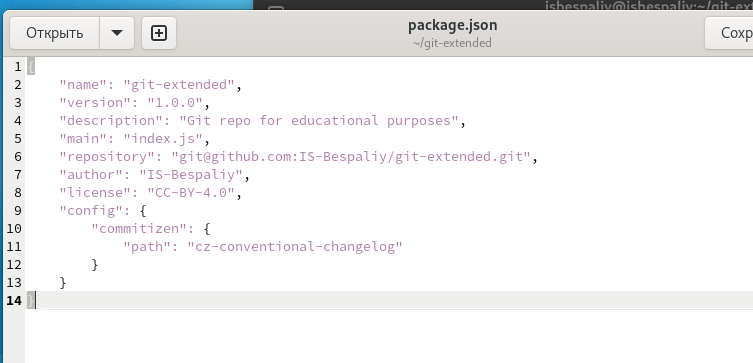 isbespaliy@isbespaliy:~/git-ext
Открыть
package.json
~/git-extended
Сохр
1 {
2     "name": "git-extended",
3     "version": "1.0.0",
4     "description": "Git repo for educational purposes",
5     "main": "index.js",
6     "repository": "git@github.com:IS-Bespaliy/git-extended.git",
7     "author": "IS-Bespaliy",
8     "license": "CC-BY-4.0",
9     "config": {
10         "commitizen": {
11             "path": "cz-conventional-changelog"
12         }
13     }
14 }